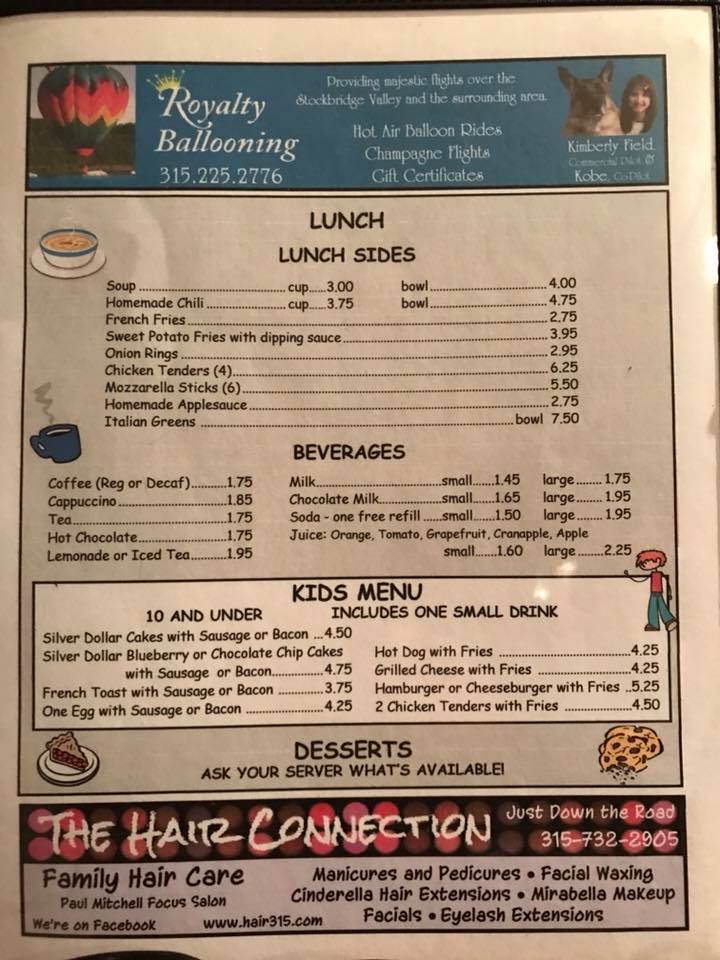 Royalty
Ballooning
315.225.2776
Providing majestic flights over the
Stockbridge Valley and the surrounding area.
Hot Air Balloon Rides
Champagne Flights
Gift Certificates
Kimberly Field,
Commercial Pilot &
Kobe, Co-Pilot
LUNCH
LUNCH SIDES
Soup ........ cup.....3.00 bowl........ 4.00
Homemade Chili ........ cup.....3.75 bowl........ 4.75
French Fries ........ 2.75
Sweet Potato Fries with dipping sauce ........ 3.95
Onion Rings ........ 2.95
Chicken Tenders (4) ........ 6.25
Mozzarella Sticks (6) ........ 5.50
Homemade Applesauce ........ 2.75
Italian Greens ........ bowl 7.50
BEVERAGES
Coffee (Reg or Decaf)..........1.75
Cappuccino ........ 1.85
Tea ........ 1.75
Hot Chocolate ........ 1.75
Lemonade or Iced Tea..........1.95
Milk ........ small......1.45 large........ 1.75
Chocolate Milk ........ small......1.65 large........ 1.95
Soda - one free refill .....small......1.50 large........ 1.95
Juice: Orange, Tomato, Grapefruit, Cranapple, Apple
small......1.60 large........2.25
KIDS MENU
10 AND UNDER INCLUDES ONE SMALL DRINK
Silver Dollar Cakes with Sausage or Bacon ...4.50
Silver Dollar Blueberry or Chocolate Chip Cakes
with Sausage or Bacon ........ 4.75
French Toast with Sausage or Bacon ........ 3.75
One Egg with Sausage or Bacon ........ 4.25
Hot Dog with Fries ........ 4.25
Grilled Cheese with Fries ........ 4.25
Hamburger or Cheeseburger with Fries ..5.25
2 Chicken Tenders with Fries ........ 4.50
DESSERTS
ASK YOUR SERVER WHAT'S AVAILABLE!
THE HAIR CONNECTION
Just Down the Road
315-732-2905
Family Hair Care
Paul Mitchell Focus Salon
We're on Facebook www.hair315.com
Manicures and Pedicures • Facial Waxing
Cinderella Hair Extensions • Mirabella Makeup
Facials • Eyelash Extensions